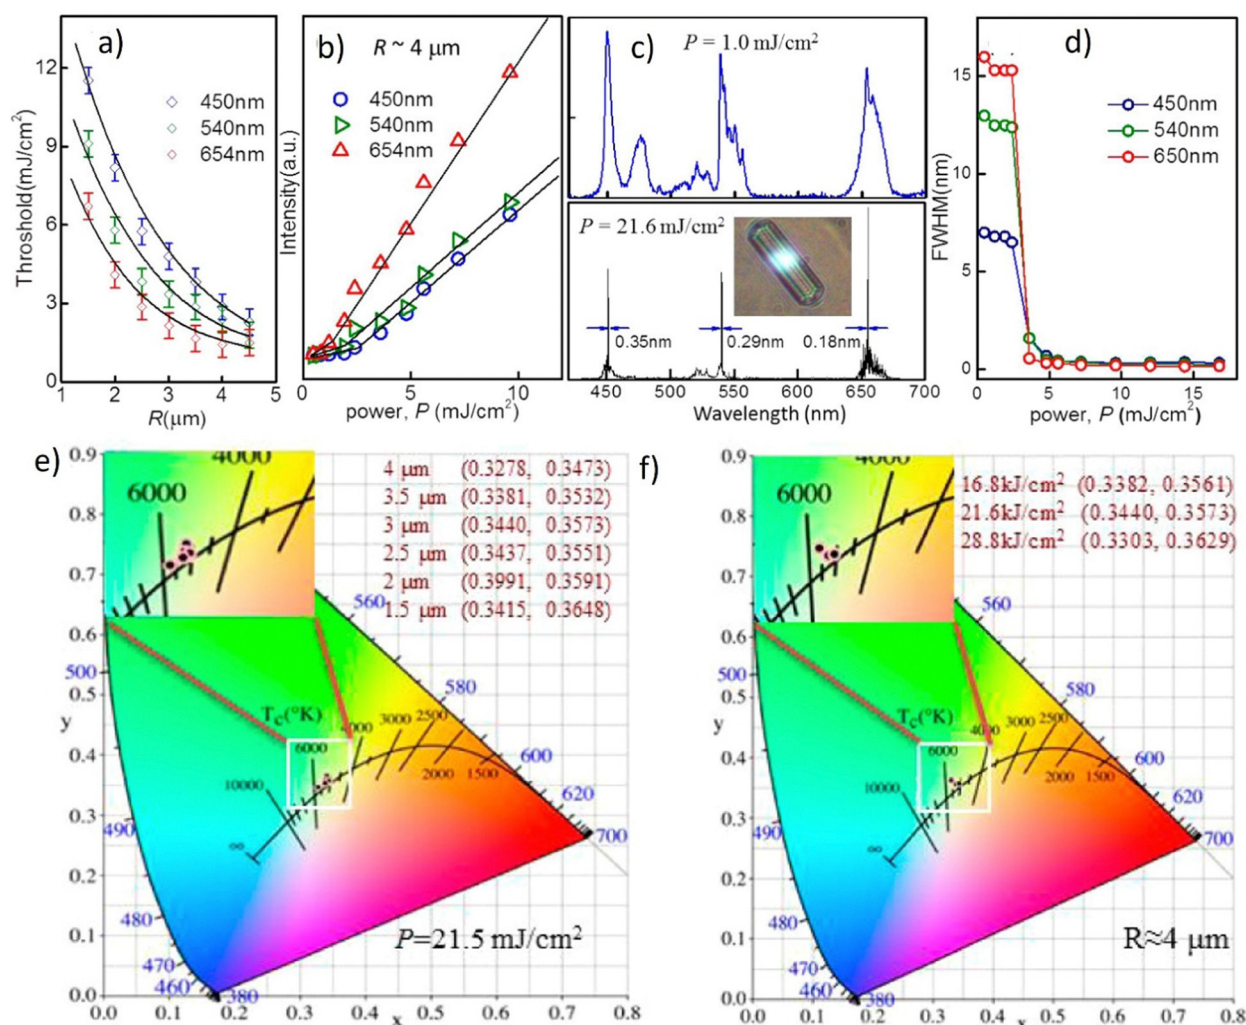 a)
450nm
540nm
654nm
Throshold(mJ/cm²)
12
9
6
3
0
1
2
3
4
5
R(μm)
b)
R ~ 4 μm
450nm
540nm
654nm
Intensity(a.u.)
0
5
10
power, P (mJ/cm²)
c)
P = 1.0 mJ/cm²
P = 21.6 mJ/cm²
0.35nm
0.29nm
0.18nm
450
500
550
600
650
700
Wavelength (nm)
d)
450nm
540nm
650nm
FWHM(nm)
15
10
5
0
0
5
10
15
power, P (mJ/cm²)
e)
4000
6000
4 μm (0.3278, 0.3473)
3.5 μm (0.3381, 0.3532)
3 μm (0.3440, 0.3573)
2.5 μm (0.3437, 0.3551)
2 μm (0.3991, 0.3591)
1.5 μm (0.3415, 0.3648)
0.9
0.8
0.7
0.6
0.5
0.4
0.3
0.2
0.1
0.0
y
560
580
600
620
700
500
490
480
470
460
380
Tc(°K)
4000
3000
2500
6000
2000
1500
10000
∞
P=21.5 mJ/cm²
0.0
0.1
0.2
0.3
0.4
0.5
0.6
0.7
0.8
x
f)
4000
6000
16.8kJ/cm² (0.3382, 0.3561)
21.6kJ/cm² (0.3440, 0.3573)
28.8kJ/cm² (0.3303, 0.3629)
0.9
0.8
0.7
0.6
0.5
0.4
0.3
0.2
0.1
0.0
y
560
580
600
620
700
500
490
480
470
460
380
Tc(°K)
4000
3000
2500
6000
2000
1500
10000
∞
R≈4 μm
0.0
0.1
0.2
0.3
0.4
0.5
0.6
0.7
0.8
x